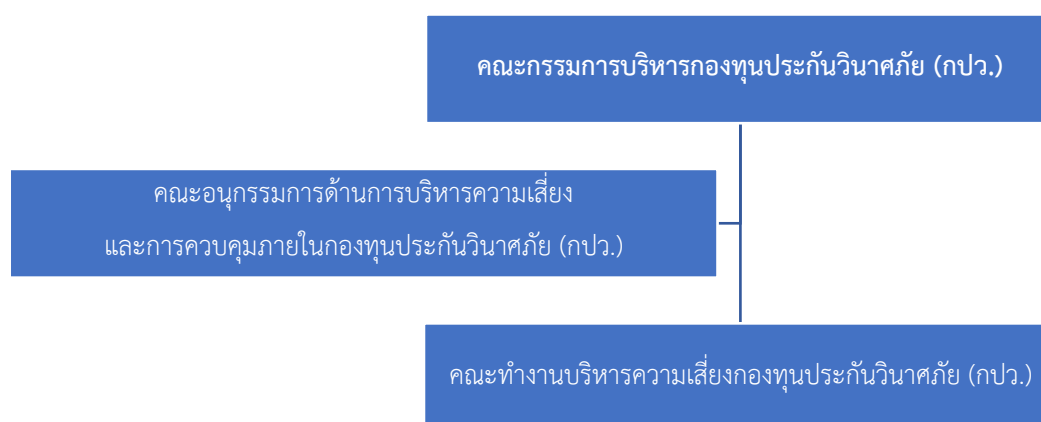 คณะกรรมการบริหารกองทุนประกันวินาศภัย (กปว.)
คณะอนุกรรมการด้านการบริหารความเสี่ยง
และการควบคุมภายในกองทุนประกันวินาศภัย (กปว.)
คณะทำงานบริหารความเสี่ยงกองทุนประกันวินาศภัย (กปว.)